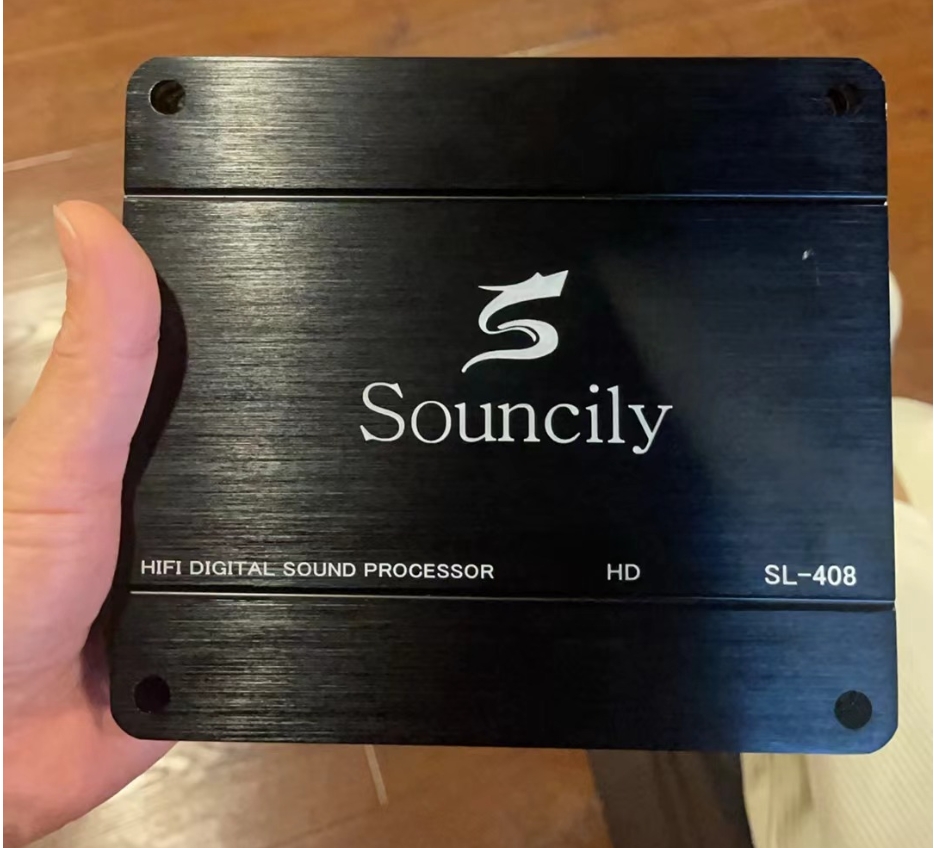 Souncily
HIFI DIGITAL SOUND PROCESSOR HD SL-408